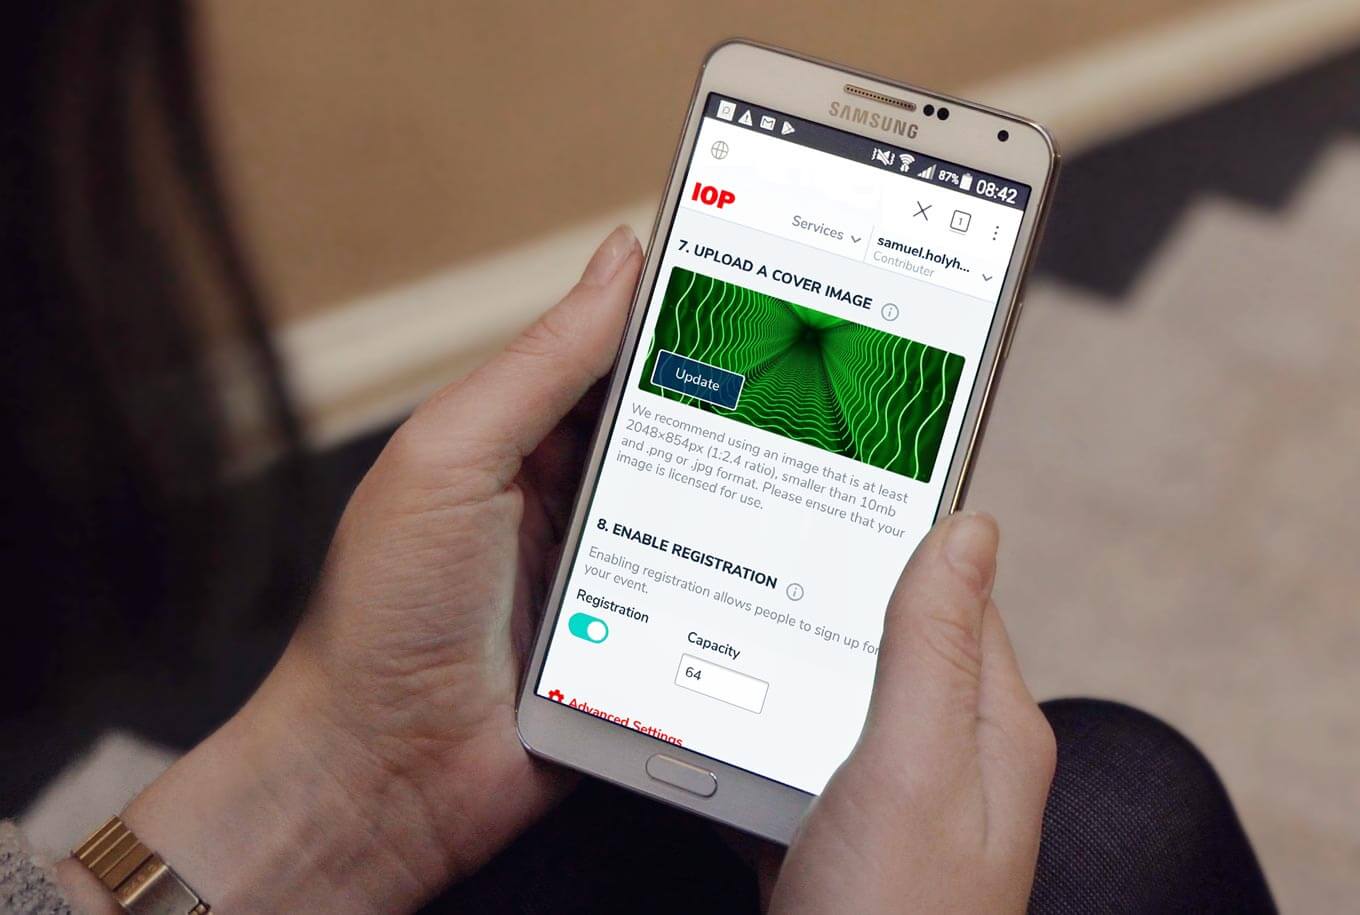 SAMSUNG
87% 08:42
1
IOP
Services
samuel.holyh...
Contributer
7. UPLOAD A COVER IMAGE
Update
We recommend using an image that is at least
2048×854px (1:2.4 ratio), smaller than 10mb
and .png or .jpg format. Please ensure that your
image is licensed for use.
8. ENABLE REGISTRATION
Enabling registration allows people to sign up for
your event.
Registration
Capacity
64
Advanced Settings